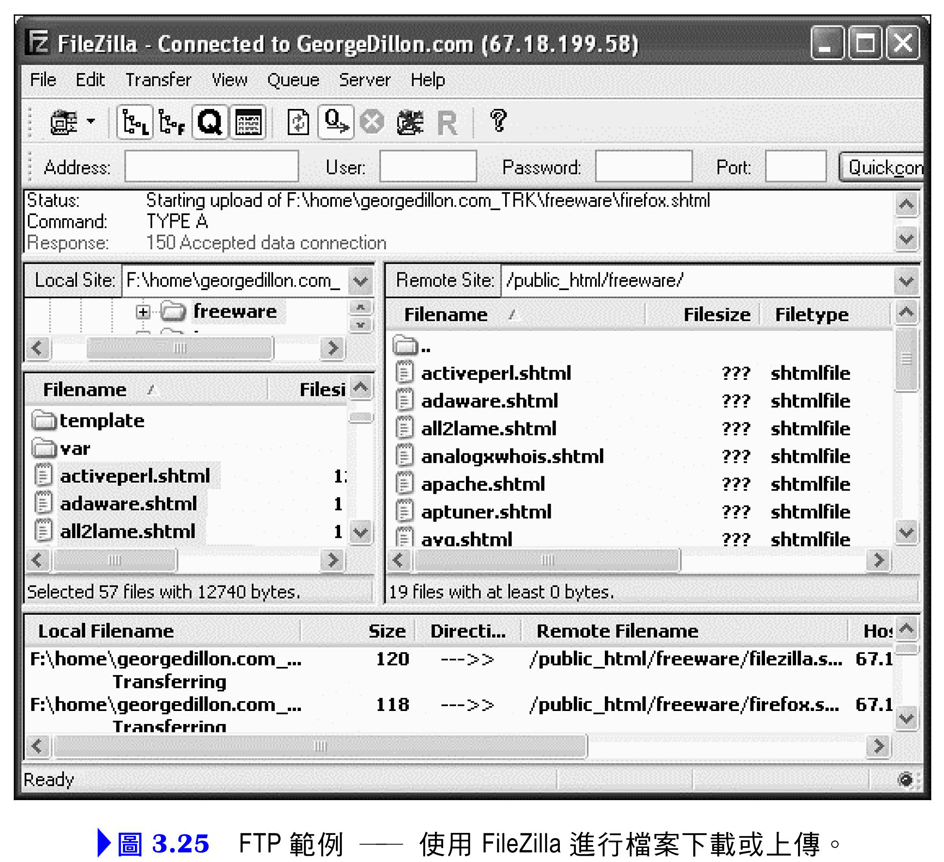 FileZilla - Connected to GeorgeDillon.com (67.18.199.58)
File Edit Transfer View Queue Server Help
Address: User: Password: Port: Quickcon
Status: Starting upload of F:\home\georgedillon.com_TRK\freeware\firefox.shtml
Command: TYPE A
Response: 150 Accepted data connection
Local Site: F:\home\georgedillon.com_
freeware
Filename Filesi
template
var
activeperl.shtml 1
adaware.shtml 1
all2lame.shtml 1
Selected 57 files with 12740 bytes.
Remote Site: /public_html/freeware/
Filename Filesize Filetype
..
activeperl.shtml ??? shtmlfile
adaware.shtml ??? shtmlfile
all2lame.shtml ??? shtmlfile
analogxwhois.shtml ??? shtmlfile
apache.shtml ??? shtmlfile
aptuner.shtml ??? shtmlfile
avg.shtml ??? shtmlfile
19 files with at least 0 bytes.
Local Filename Size Directi... Remote Filename Hos
F:\home\georgedillon.com_... 120 --->> /public_html/freeware/filezilla.s... 67.1
Transferring
F:\home\georgedillon.com_... 118 --->> /public_html/freeware/firefox.s... 67.1
Transferring
Ready
圖 3.25 FTP 範例 —— 使用 FileZilla 進行檔案下載或上傳。